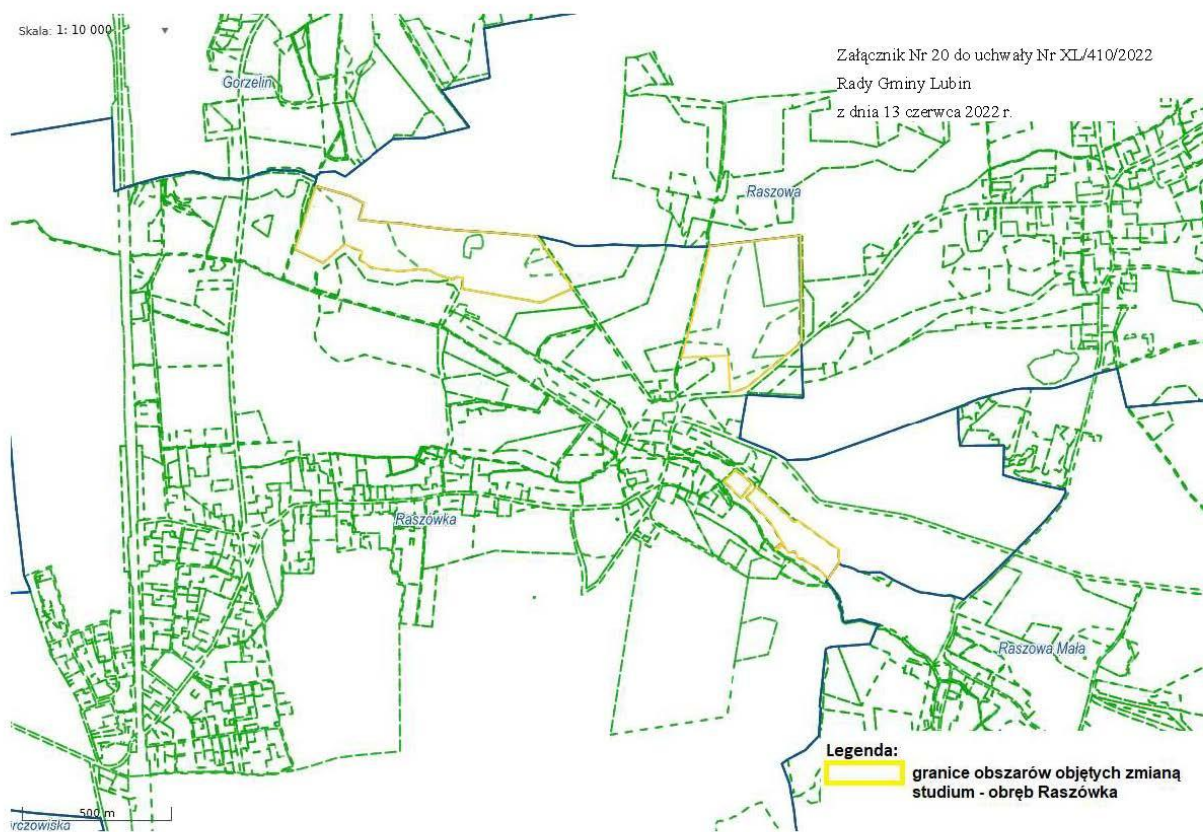 Skala: 1: 10 000
Załącznik Nr 20 do uchwały Nr XL/410/2022
Rady Gminy Lubin
z dnia 13 czerwca 2022 r.
Gorzelin
Raszowa
Raszówka
Raszowa Mała
Legenda:
granice obszarów objętych zmianą
studium - obręb Raszówka
500 m
rczowiska